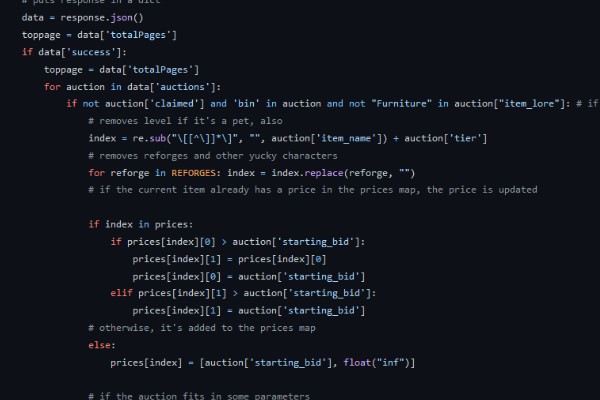 # puts response in a dict
data = response.json()
toppage = data['totalPages']
if data['success']:
toppage = data['totalPages']
for auction in data['auctions']:
if not auction['claimed'] and 'bin' in auction and not "Furniture" in auction["item_lore"]: # if
# removes level if it's a pet, also
index = re.sub("\[[^\]]*\]", "", auction['item_name']) + auction['tier']
# removes reforges and other yucky characters
for reforge in REFORGES: index = index.replace(reforge, "")
# if the current item already has a price in the prices map, the price is updated
if index in prices:
if prices[index][0] > auction['starting_bid']:
prices[index][1] = prices[index][0]
prices[index][0] = auction['starting_bid']
elif prices[index][1] > auction['starting_bid']:
prices[index][1] = auction['starting_bid']
# otherwise, it's added to the prices map
else:
prices[index] = [auction['starting_bid'], float("inf")]
# if the auction fits in some parameters